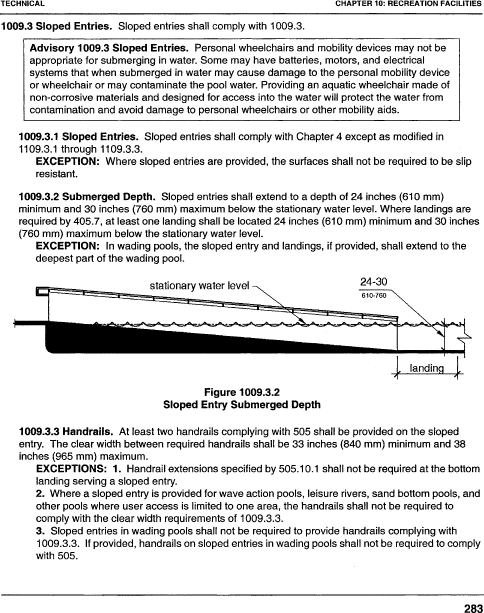 TECHNICAL
CHAPTER 10: RECREATION FACILITIES
1009.3 Sloped Entries. Sloped entries shall comply with 1009.3.
Advisory 1009.3 Sloped Entries. Personal wheelchairs and mobility devices may not be
appropriate for submerging in water. Some may have batteries, motors, and electrical
systems that when submerged in water may cause damage to the personal mobility device
or wheelchair or may contaminate the pool water. Providing an aquatic wheelchair made of
non-corrosive materials and designed for access into the water will protect the water from
contamination and avoid damage to personal wheelchairs or other mobility aids.
1009.3.1 Sloped Entries. Sloped entries shall comply with Chapter 4 except as modified in
1109.3.1 through 1109.3.3.
EXCEPTION: Where sloped entries are provided, the surfaces shall not be required to be slip
resistant.
1009.3.2 Submerged Depth. Sloped entries shall extend to a depth of 24 inches (610 mm)
minimum and 30 inches (760 mm) maximum below the stationary water level. Where landings are
required by 405.7, at least one landing shall be located 24 inches (610 mm) minimum and 30 inches
(760 mm) maximum below the stationary water level.
EXCEPTION: In wading pools, the sloped entry and landings, if provided, shall extend to the
deepest part of the wading pool.
stationary water level
24-30
610-760
landing
Figure 1009.3.2
Sloped Entry Submerged Depth
1009.3.3 Handrails. At least two handrails complying with 505 shall be provided on the sloped
entry. The clear width between required handrails shall be 33 inches (840 mm) minimum and 38
inches (965 mm) maximum.
EXCEPTIONS: 1. Handrail extensions specified by 505.10.1 shall not be required at the bottom
landing serving a sloped entry.
2. Where a sloped entry is provided for wave action pools, leisure rivers, sand bottom pools, and
other pools where user access is limited to one area, the handrails shall not be required to
comply with the clear width requirements of 1009.3.3.
3. Sloped entries in wading pools shall not be required to provide handrails complying with
1009.3.3. If provided, handrails on sloped entries in wading pools shall not be required to comply
with 505.
283